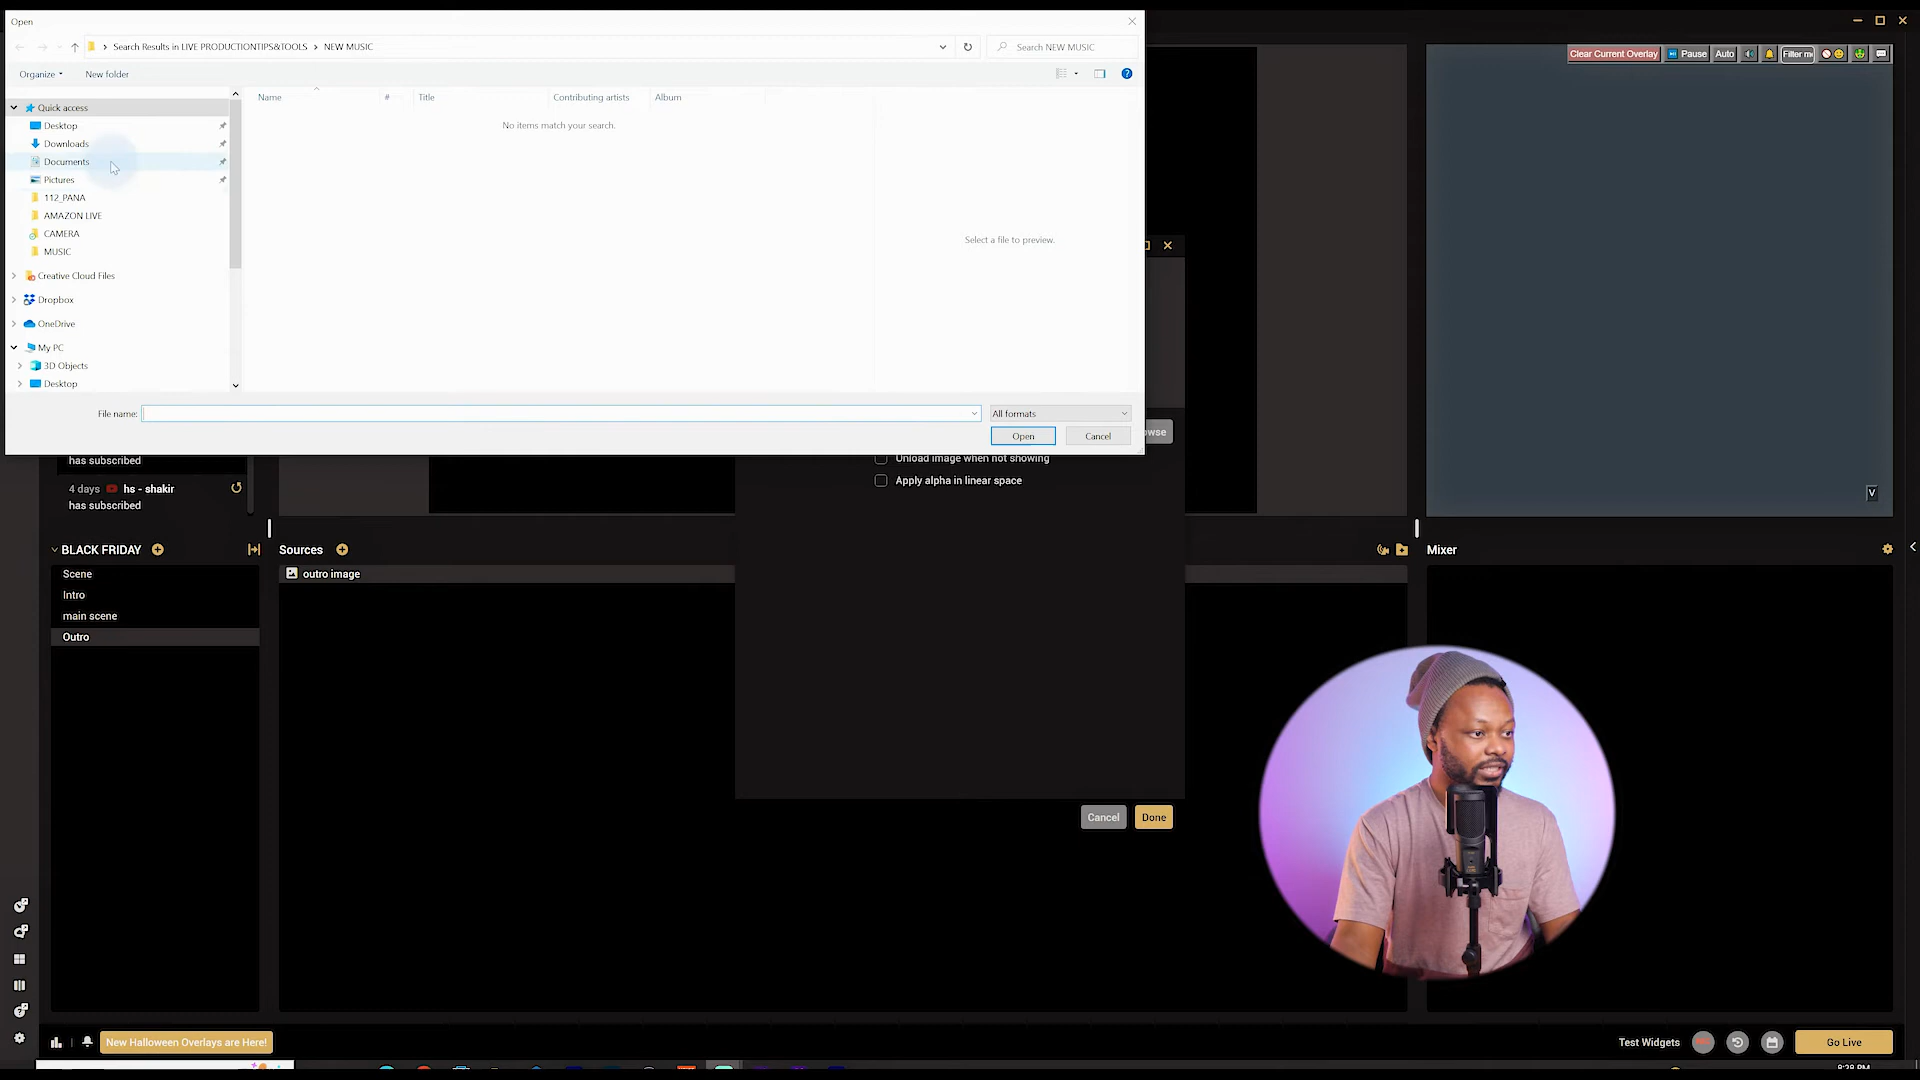 Open
Search Results in LIVE PRODUCTIONTIPS&TOOLS > NEW MUSIC
Search NEW MUSIC
Organize
New folder
Name
#
Title
Contributing artists
Album
No items match your search.
Select a file to preview.
Quick access
Desktop
Downloads
Documents
Pictures
112_PANA
AMAZON LIVE
CAMERA
MUSIC
Creative Cloud Files
Dropbox
OneDrive
My PC
3D Objects
Desktop
File name:
All formats
Open
Cancel
Clear Current Overlay
Pause
Auto
Filter m
V
has subscribed
4 days hs - shakir
has subscribed
wse
Unload image when not showing
Apply alpha in linear space
Cancel
Done
BLACK FRIDAY
Scene
Intro
main scene
Outro
Sources
outro image
Mixer
New Halloween Overlays are Here!
Test Widgets
Go Live
8:28 PM